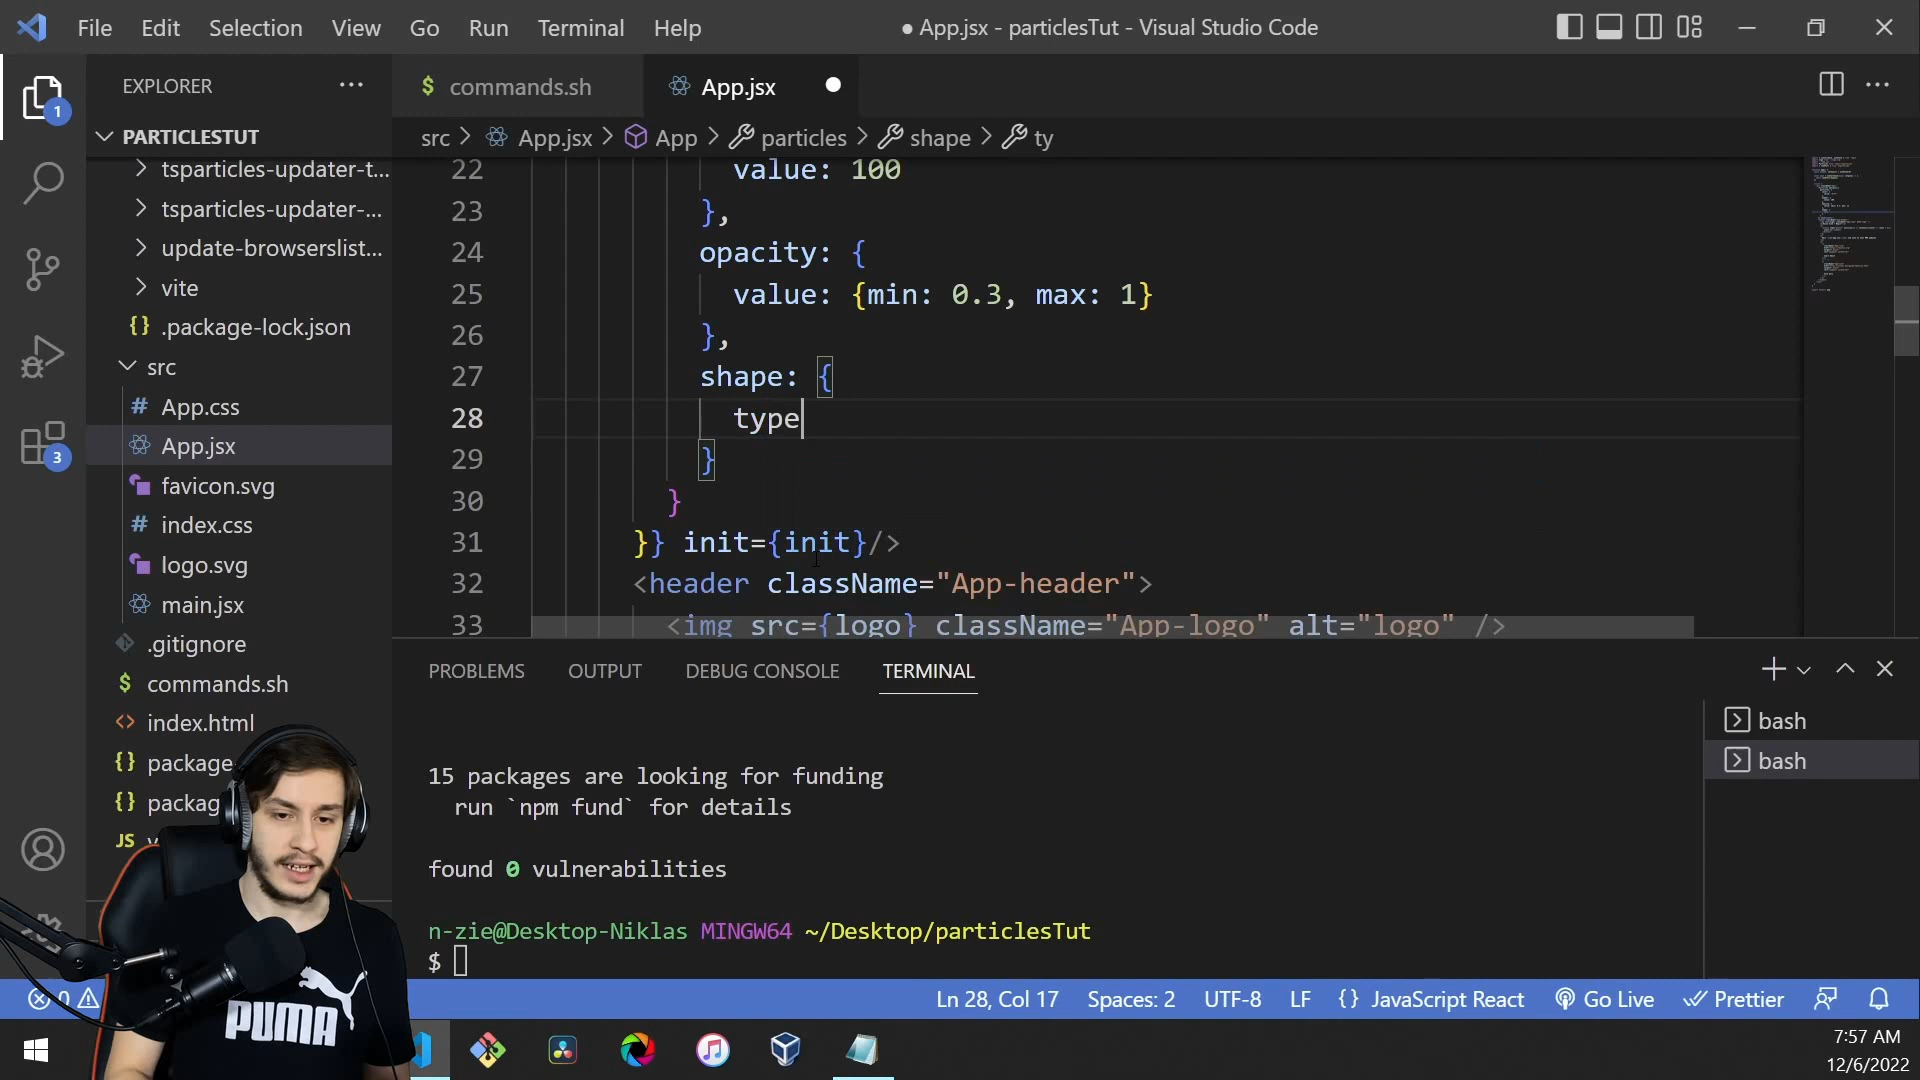 File Edit Selection View Go Run Terminal Help
● App.jsx - particlesTut - Visual Studio Code
EXPLORER
$ commands.sh
App.jsx
PARTICLESTUT
src > App.jsx > App > particles > shape > ty
tsparticles-updater-t...
tsparticles-updater-...
update-browserslist...
vite
{} .package-lock.json
src
# App.css
App.jsx
favicon.svg
# index.css
logo.svg
main.jsx
.gitignore
$ commands.sh
<> index.html
{} package
{} packag
JS
1
3
22 value: 100
23 },
24 opacity: {
25 value: {min: 0.3, max: 1}
26 },
27 shape: {
28 type
29 }
30 }
31 }} init={init}/>
32 <header className="App-header">
33 <img src={logo} className="App-logo" alt="logo" />
PROBLEMS OUTPUT DEBUG CONSOLE TERMINAL
bash
bash
15 packages are looking for funding
run `npm fund` for details
found 0 vulnerabilities
n-zie@Desktop-Niklas MINGW64 ~/Desktop/particlesTut
$
PUMA
0
Ln 28, Col 17 Spaces: 2 UTF-8 LF {} JavaScript React Go Live Prettier
7:57 AM
12/6/2022